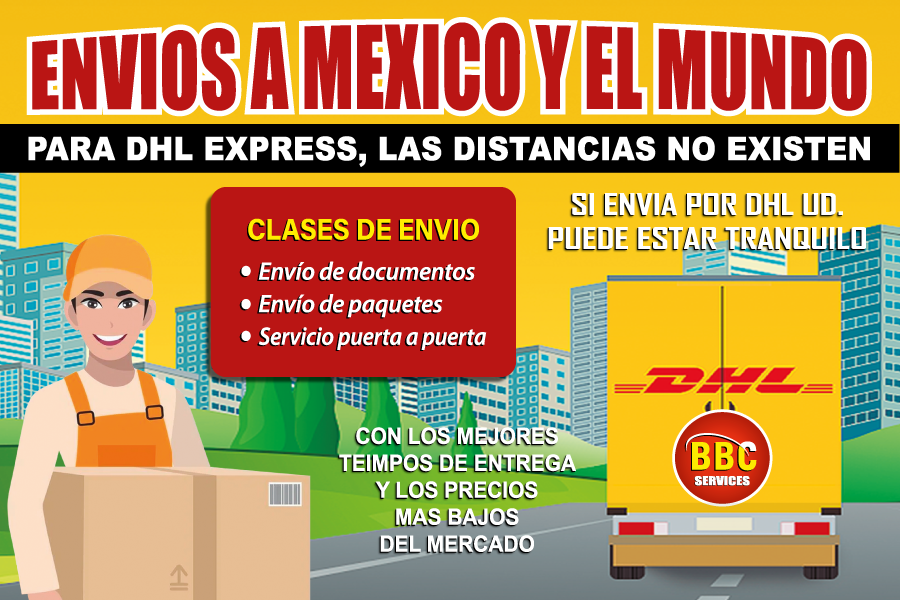 ENVIOS A MEXICO Y EL MUNDO
PARA DHL EXPRESS, LAS DISTANCIAS NO EXISTEN
CLASES DE ENVIO
• Envío de documentos
• Envío de paquetes
• Servicio puerta a puerta
SI ENVIA POR DHL UD.
PUEDE ESTAR TRANQUILO
DHL
BBC
SERVICES
CON LOS MEJORES
TEIMPOS DE ENTREGA
Y LOS PRECIOS
MAS BAJOS
DEL MERCADO